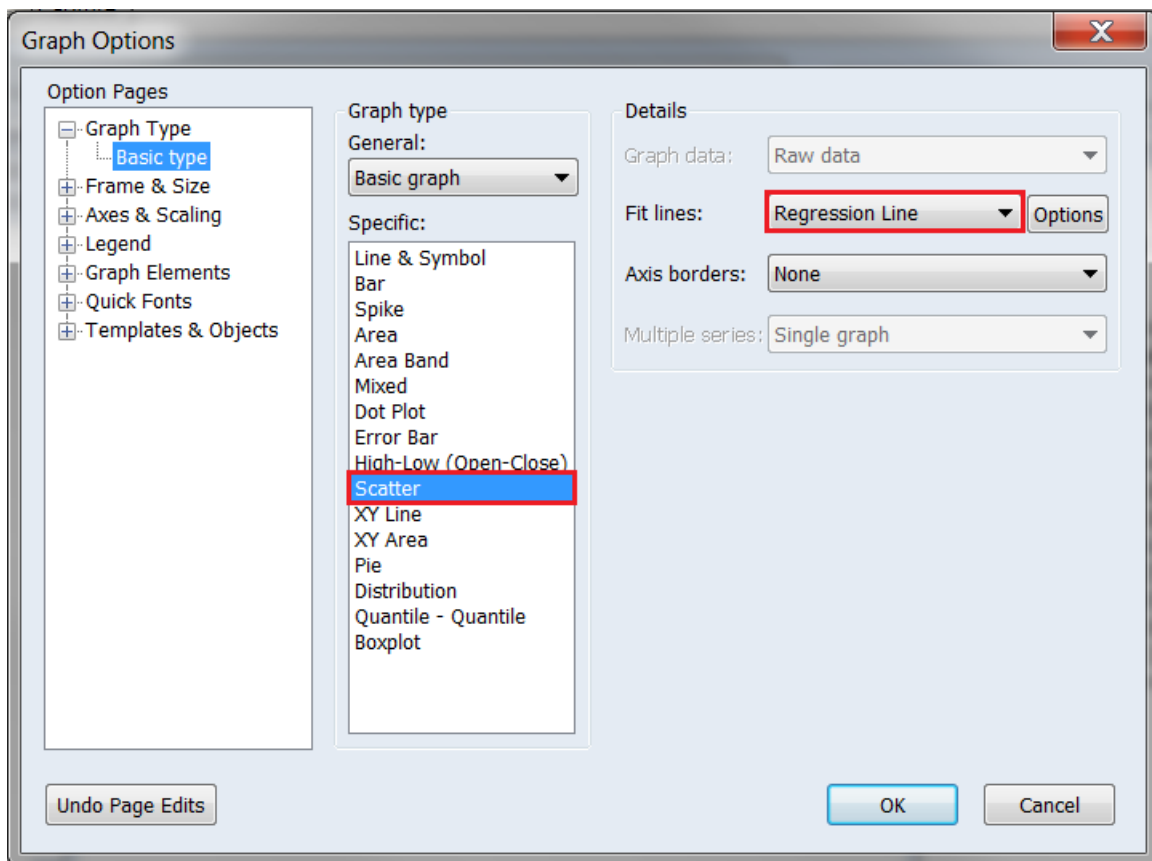 Graph Options
X
Option Pages
Graph Type
Basic type
Frame & Size
Axes & Scaling
Legend
Graph Elements
Quick Fonts
Templates & Objects
Graph type
General:
Basic graph
Specific:
Line & Symbol
Bar
Spike
Area
Area Band
Mixed
Dot Plot
Error Bar
High-Low (Open-Close)
Scatter
XY Line
XY Area
Pie
Distribution
Quantile - Quantile
Boxplot
Details
Graph data: Raw data
Fit lines: Regression Line Options
Axis borders: None
Multiple series: Single graph
Undo Page Edits
OK
Cancel